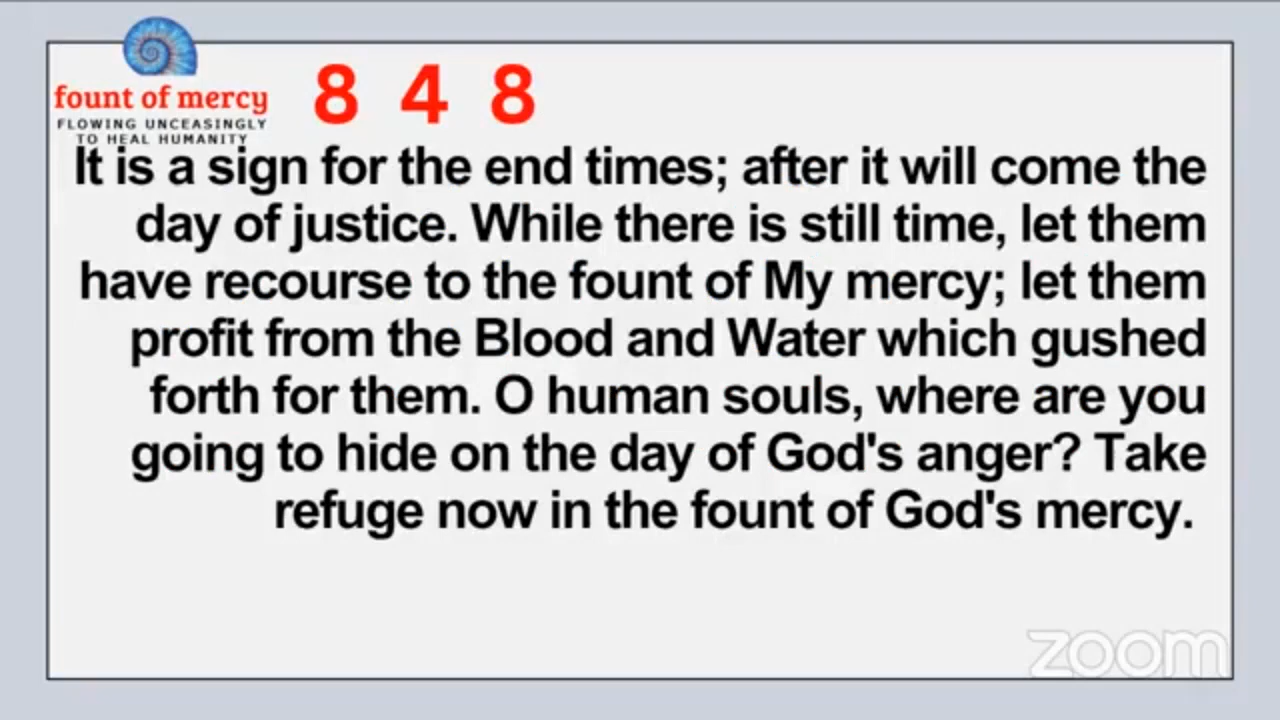 fount of mercy
FLOWING UNCEASINGLY
TO HEAL HUMANITY
8 4 8
It is a sign for the end times; after it will come the
day of justice. While there is still time, let them
have recourse to the fount of My mercy; let them
profit from the Blood and Water which gushed
forth for them. O human souls, where are you
going to hide on the day of God's anger? Take
refuge now in the fount of God's mercy.
zoom